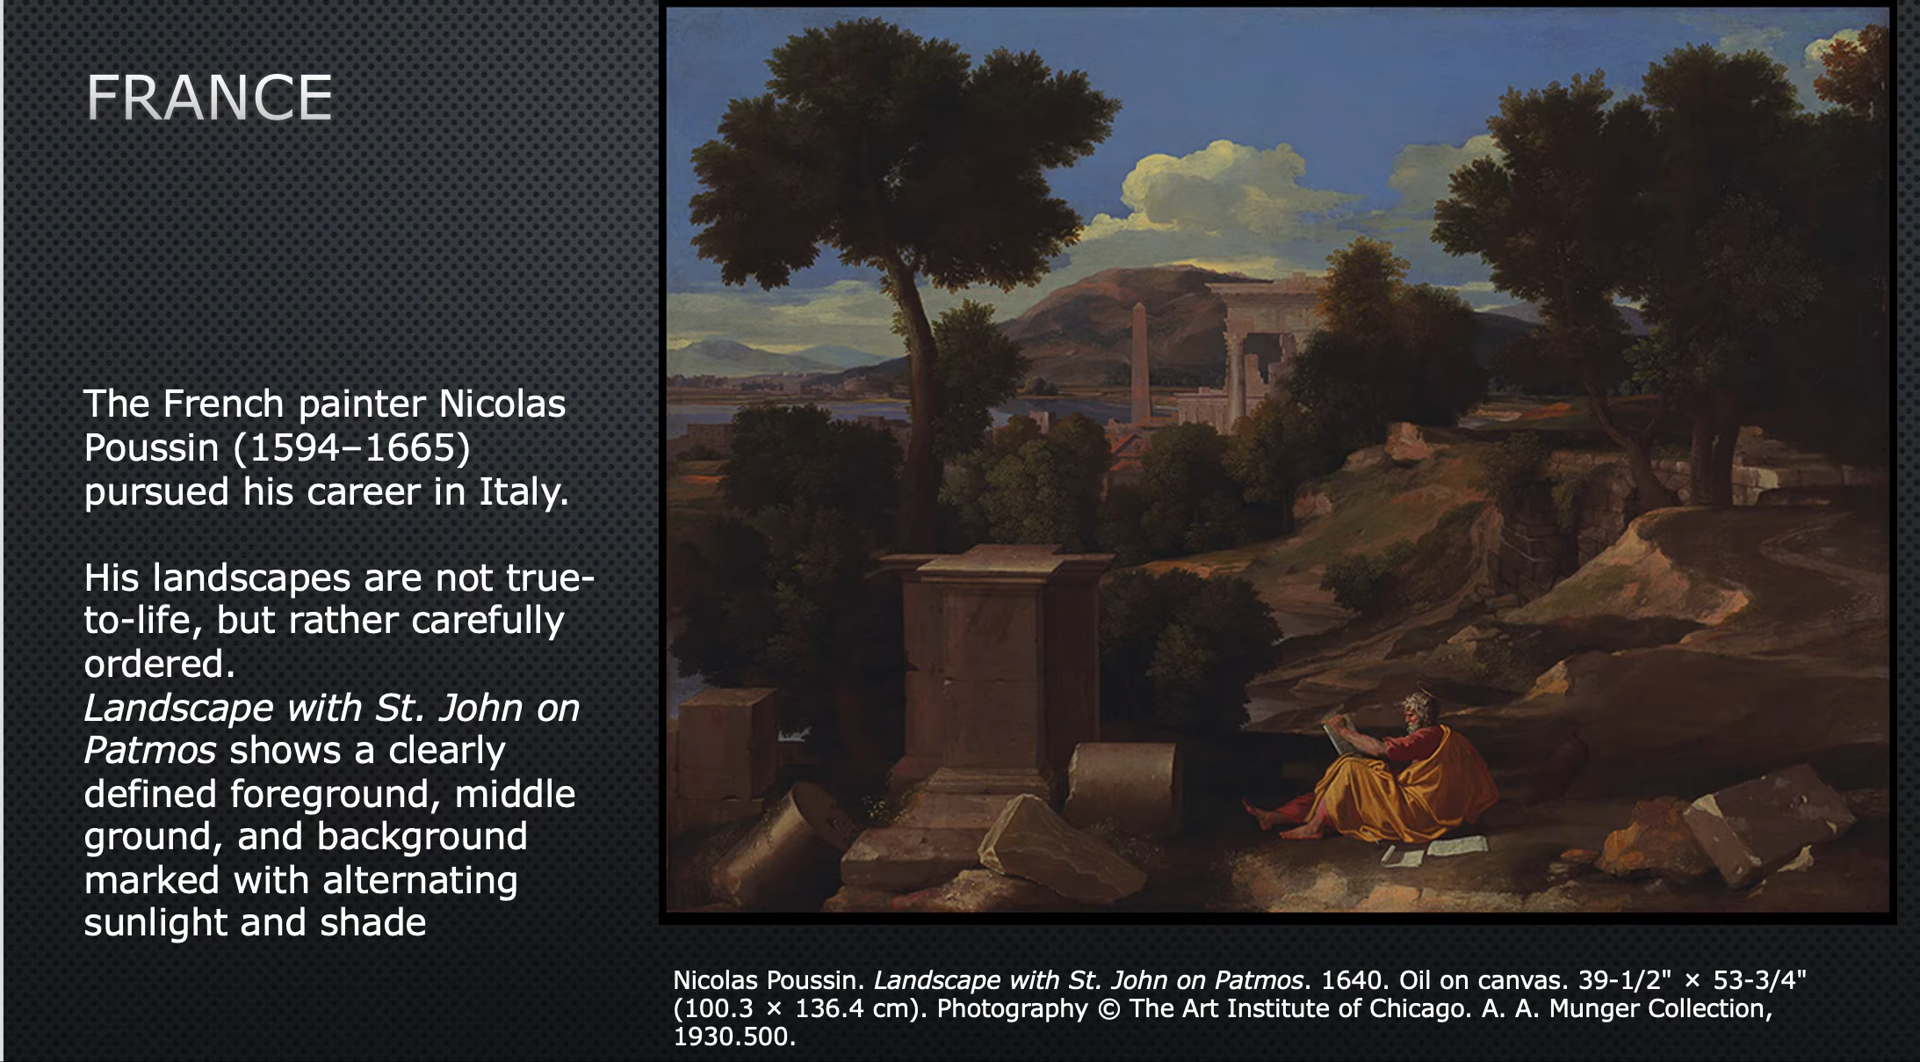 FRANCE
The French painter Nicolas
Poussin (1594–1665)
pursued his career in Italy.
His landscapes are not true-
to-life, but rather carefully
ordered.
Landscape with St. John on
Patmos shows a clearly
defined foreground, middle
ground, and background
marked with alternating
sunlight and shade
Nicolas Poussin. Landscape with St. John on Patmos. 1640. Oil on canvas. 39-1/2" × 53-3/4"
(100.3 × 136.4 cm). Photography © The Art Institute of Chicago. A. A. Munger Collection,
1930.500.